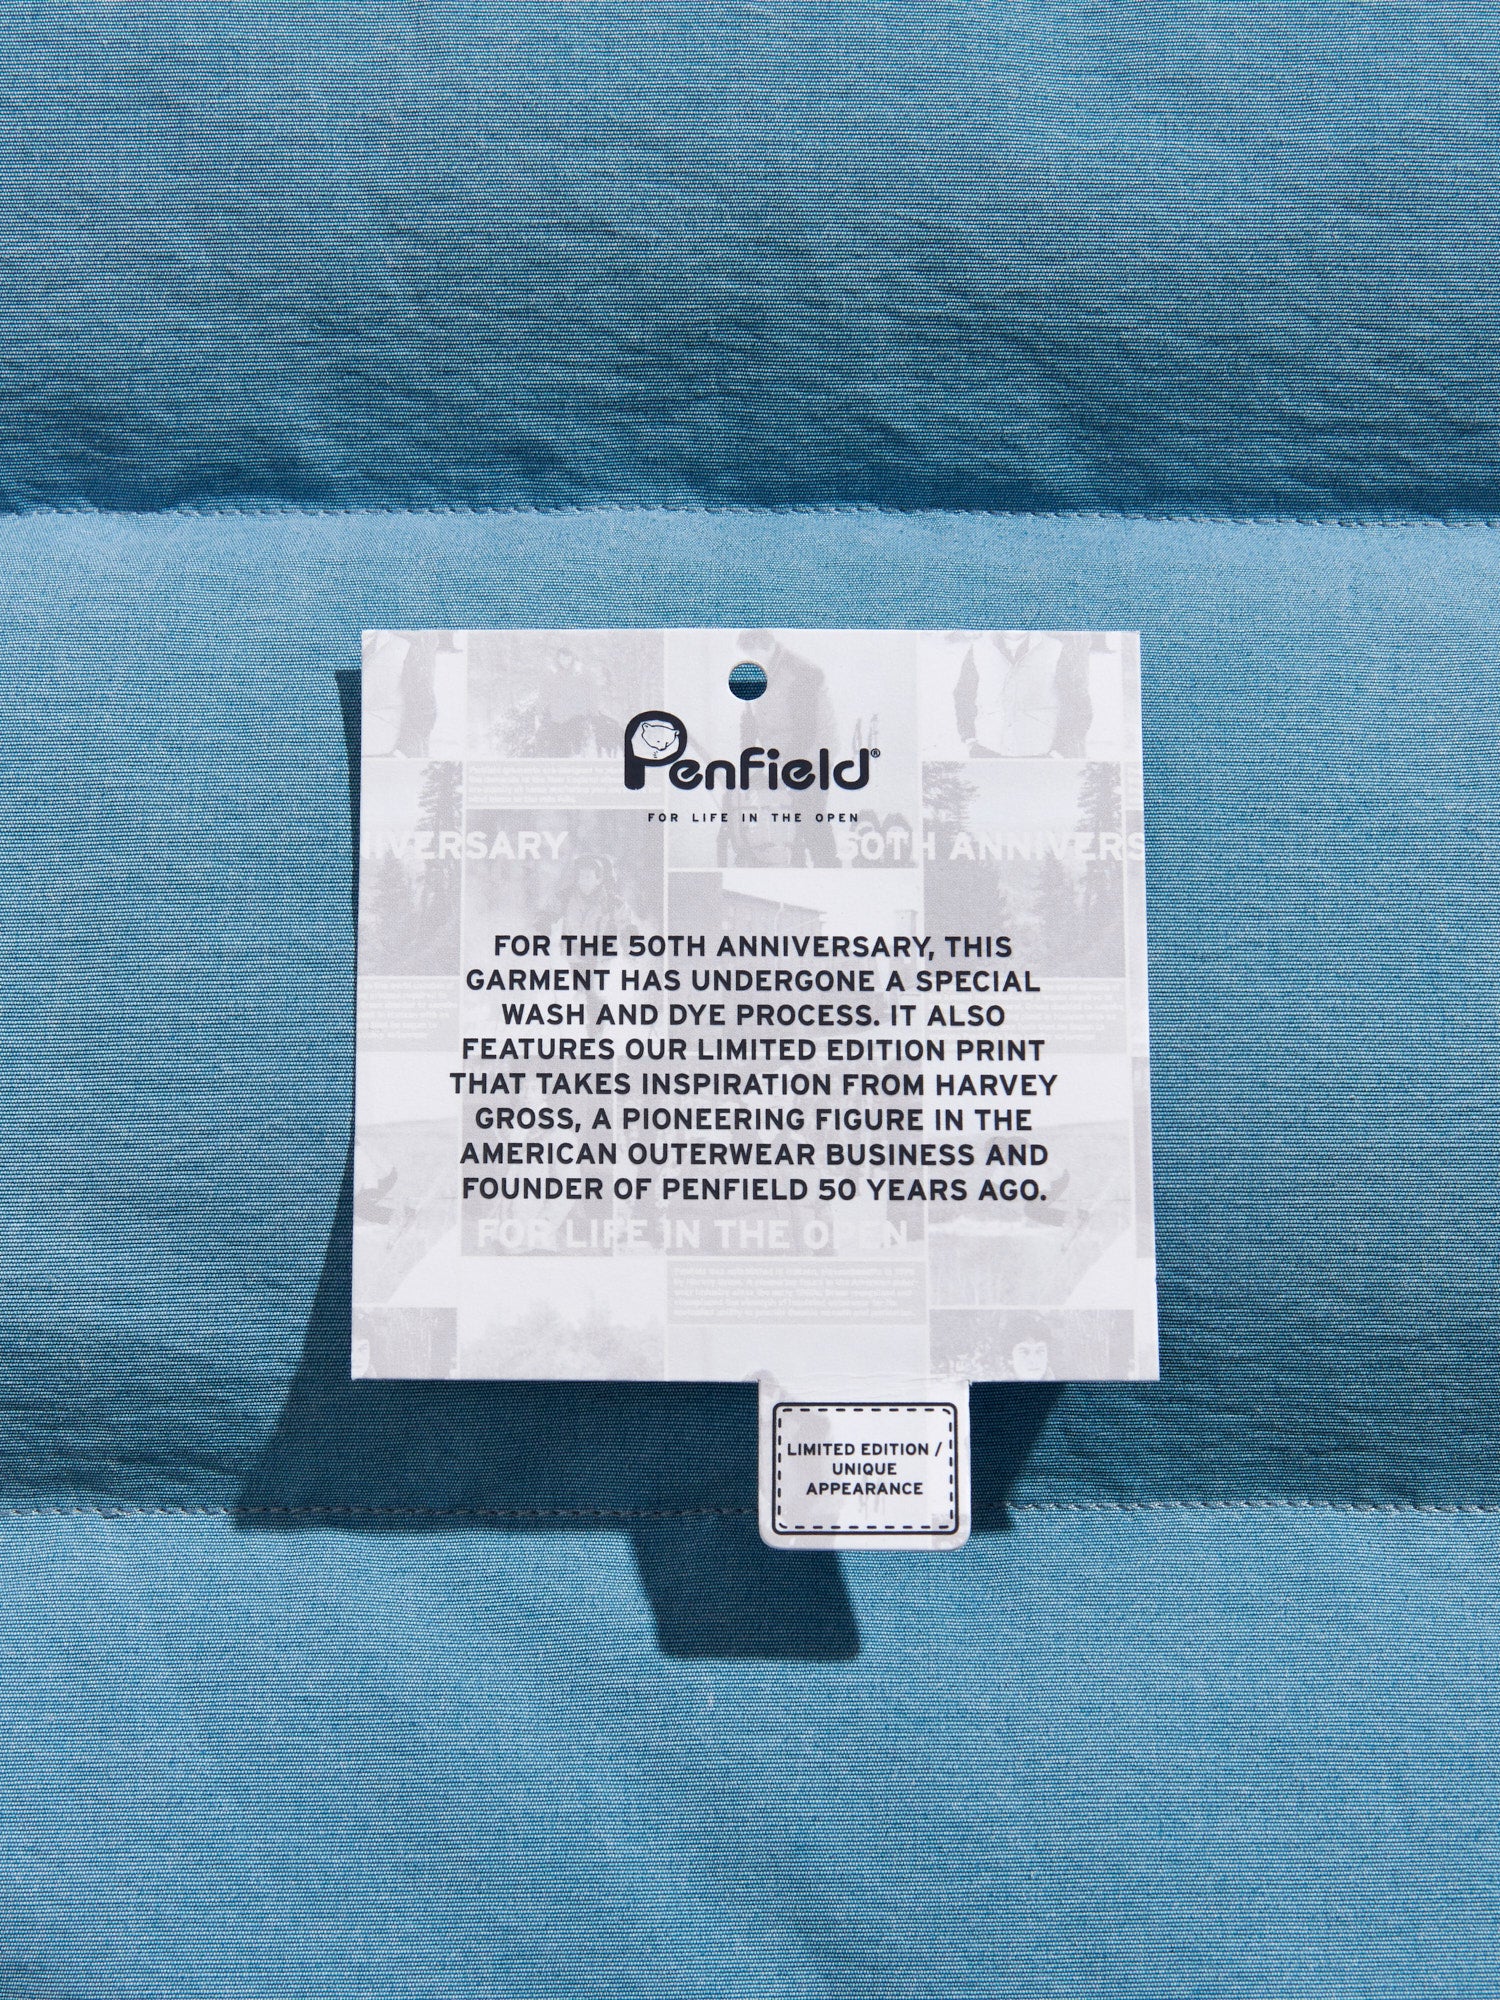 Penfield®
FOR LIFE IN THE OPEN
IVERSARY
50TH ANNIVERS
FOR THE 50TH ANNIVERSARY, THIS
GARMENT HAS UNDERGONE A SPECIAL
WASH AND DYE PROCESS. IT ALSO
FEATURES OUR LIMITED EDITION PRINT
THAT TAKES INSPIRATION FROM HARVEY
GROSS, A PIONEERING FIGURE IN THE
AMERICAN OUTERWEAR BUSINESS AND
FOUNDER OF PENFIELD 50 YEARS AGO.
FOR LIFE IN THE OPEN
LIMITED EDITION /
UNIQUE
APPEARANCE